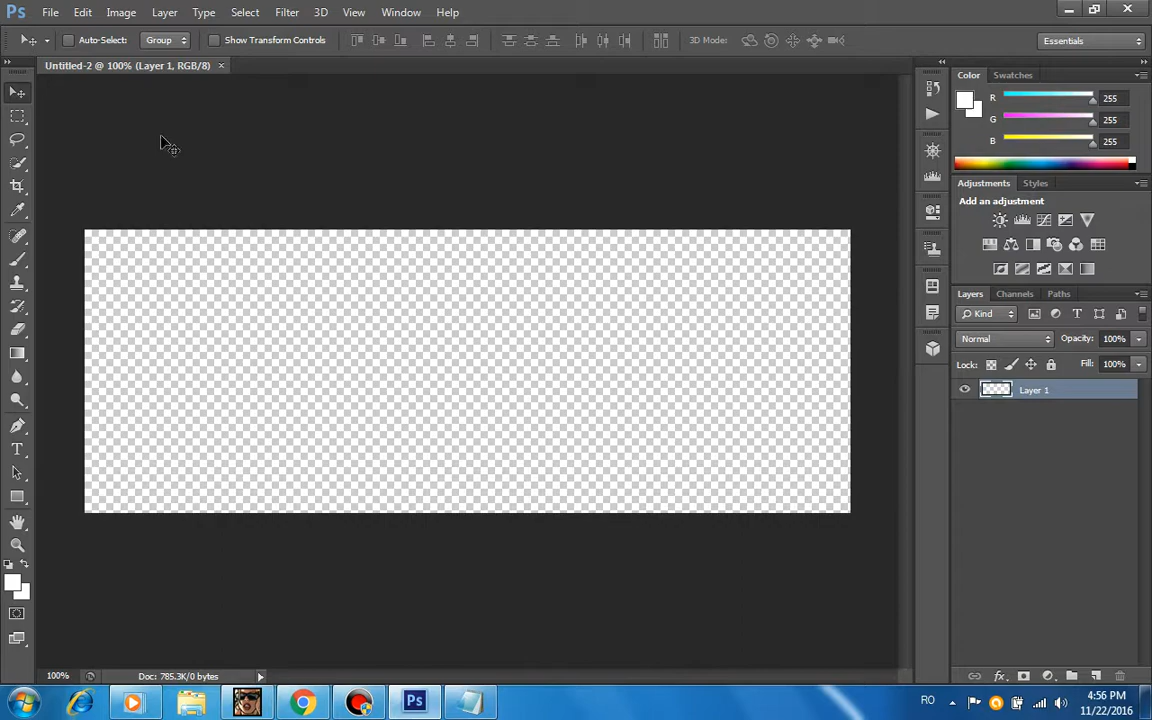 Ps File Edit Image Layer Type Select Filter 3D View Window Help
Auto-Select: Group Show Transform Controls 3D Mode: Essentials
Untitled-2 @ 100% (Layer 1, RGB/8) ×
Color Swatches
R 255
G 255
B 255
Adjustments Styles
Add an adjustment
Layers Channels Paths
Kind
Normal Opacity: 100%
Lock: Fill: 100%
Layer 1
100% Doc: 785.3K/0 bytes
fx
Ps RO 4:56 PM
11/22/2016